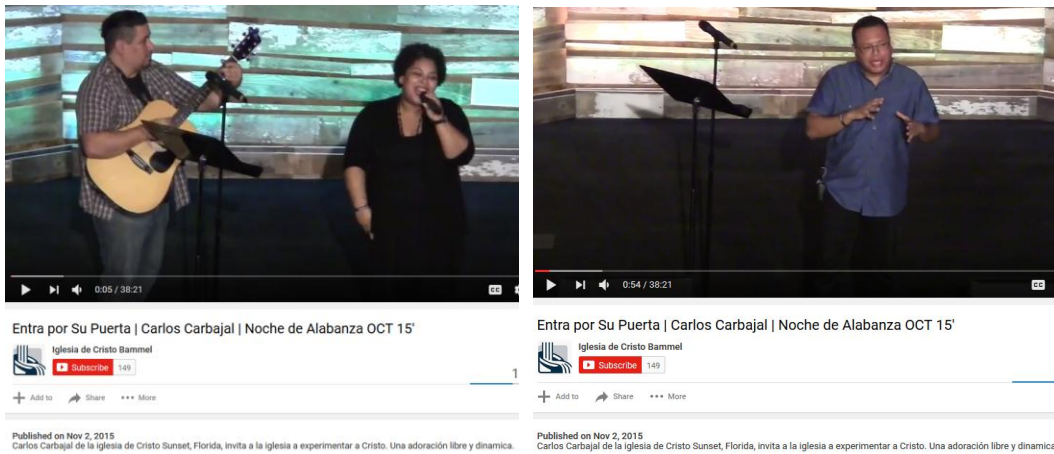 0:05 / 38:21
CC
Entra por Su Puerta | Carlos Carbajal | Noche de Alabanza OCT 15'
Iglesia de Cristo Bammel
Subscribe 149
1
Add to Share More
Published on Nov 2, 2015
Carlos Carbajal de la iglesia de Cristo Sunset, Florida, invita a la iglesia a experimentar a Cristo. Una adoración libre y dinamica.
0:54 / 38:21
CC
Entra por Su Puerta | Carlos Carbajal | Noche de Alabanza OCT 15'
Iglesia de Cristo Bammel
Subscribe 149
Add to Share More
Published on Nov 2, 2015
Carlos Carbajal de la iglesia de Cristo Sunset, Florida, invita a la iglesia a experimentar a Cristo. Una adoración libre y dinamica